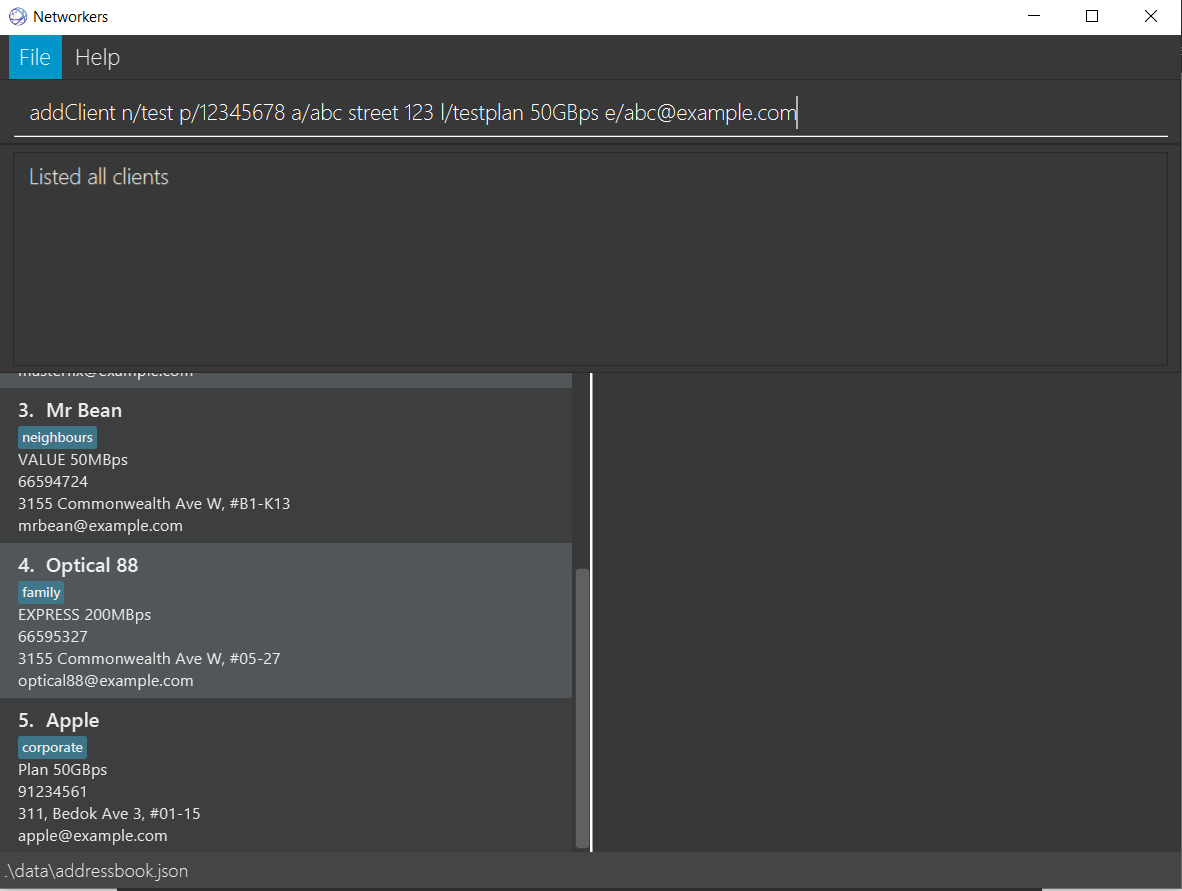 Networkers
File Help
addClient n/test p/12345678 a/abc street 123 l/testplan 50GBps e/abc@example.com
Listed all clients
masterfix@example.com
3. Mr Bean
neighbours
VALUE 50MBps
66594724
3155 Commonwealth Ave W, #B1-K13
mrbean@example.com
4. Optical 88
family
EXPRESS 200MBps
66595327
3155 Commonwealth Ave W, #05-27
optical88@example.com
5. Apple
corporate
Plan 50GBps
91234561
311, Bedok Ave 3, #01-15
apple@example.com
.\data\addressbook.json